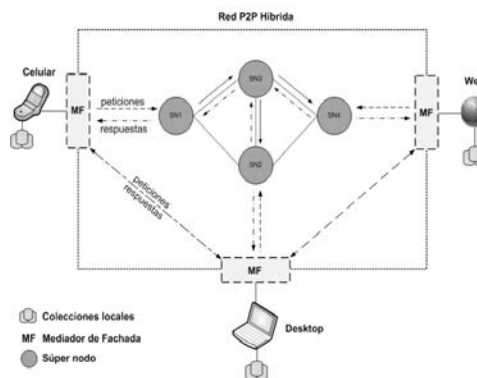 Red P2P Híbrida
Celular
We
MF
peticiones
respuestas
SN1
SN3
SN4
SN2
MF
peticiones
respuestas
MF
Desktop
Colecciones locales
MF Mediador de Fachada
Súper nodo